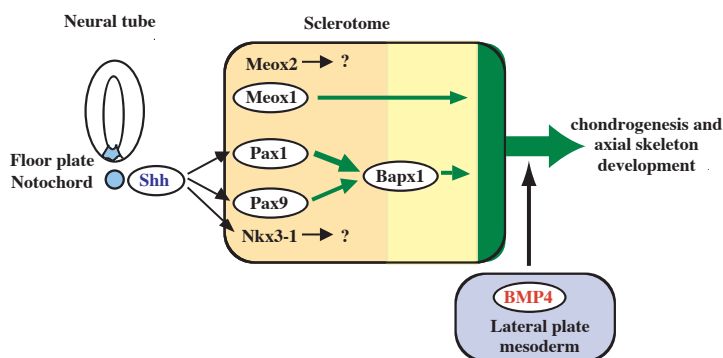 Neural tube
Sclerotome
Meox2 ?
Meox1
Pax1
Floor plate
Notochord
Shh
Bapx1
Pax9
Nkx3-1 ?
chondrogenesis and
axial skeleton
development
BMP4
Lateral plate
mesoderm